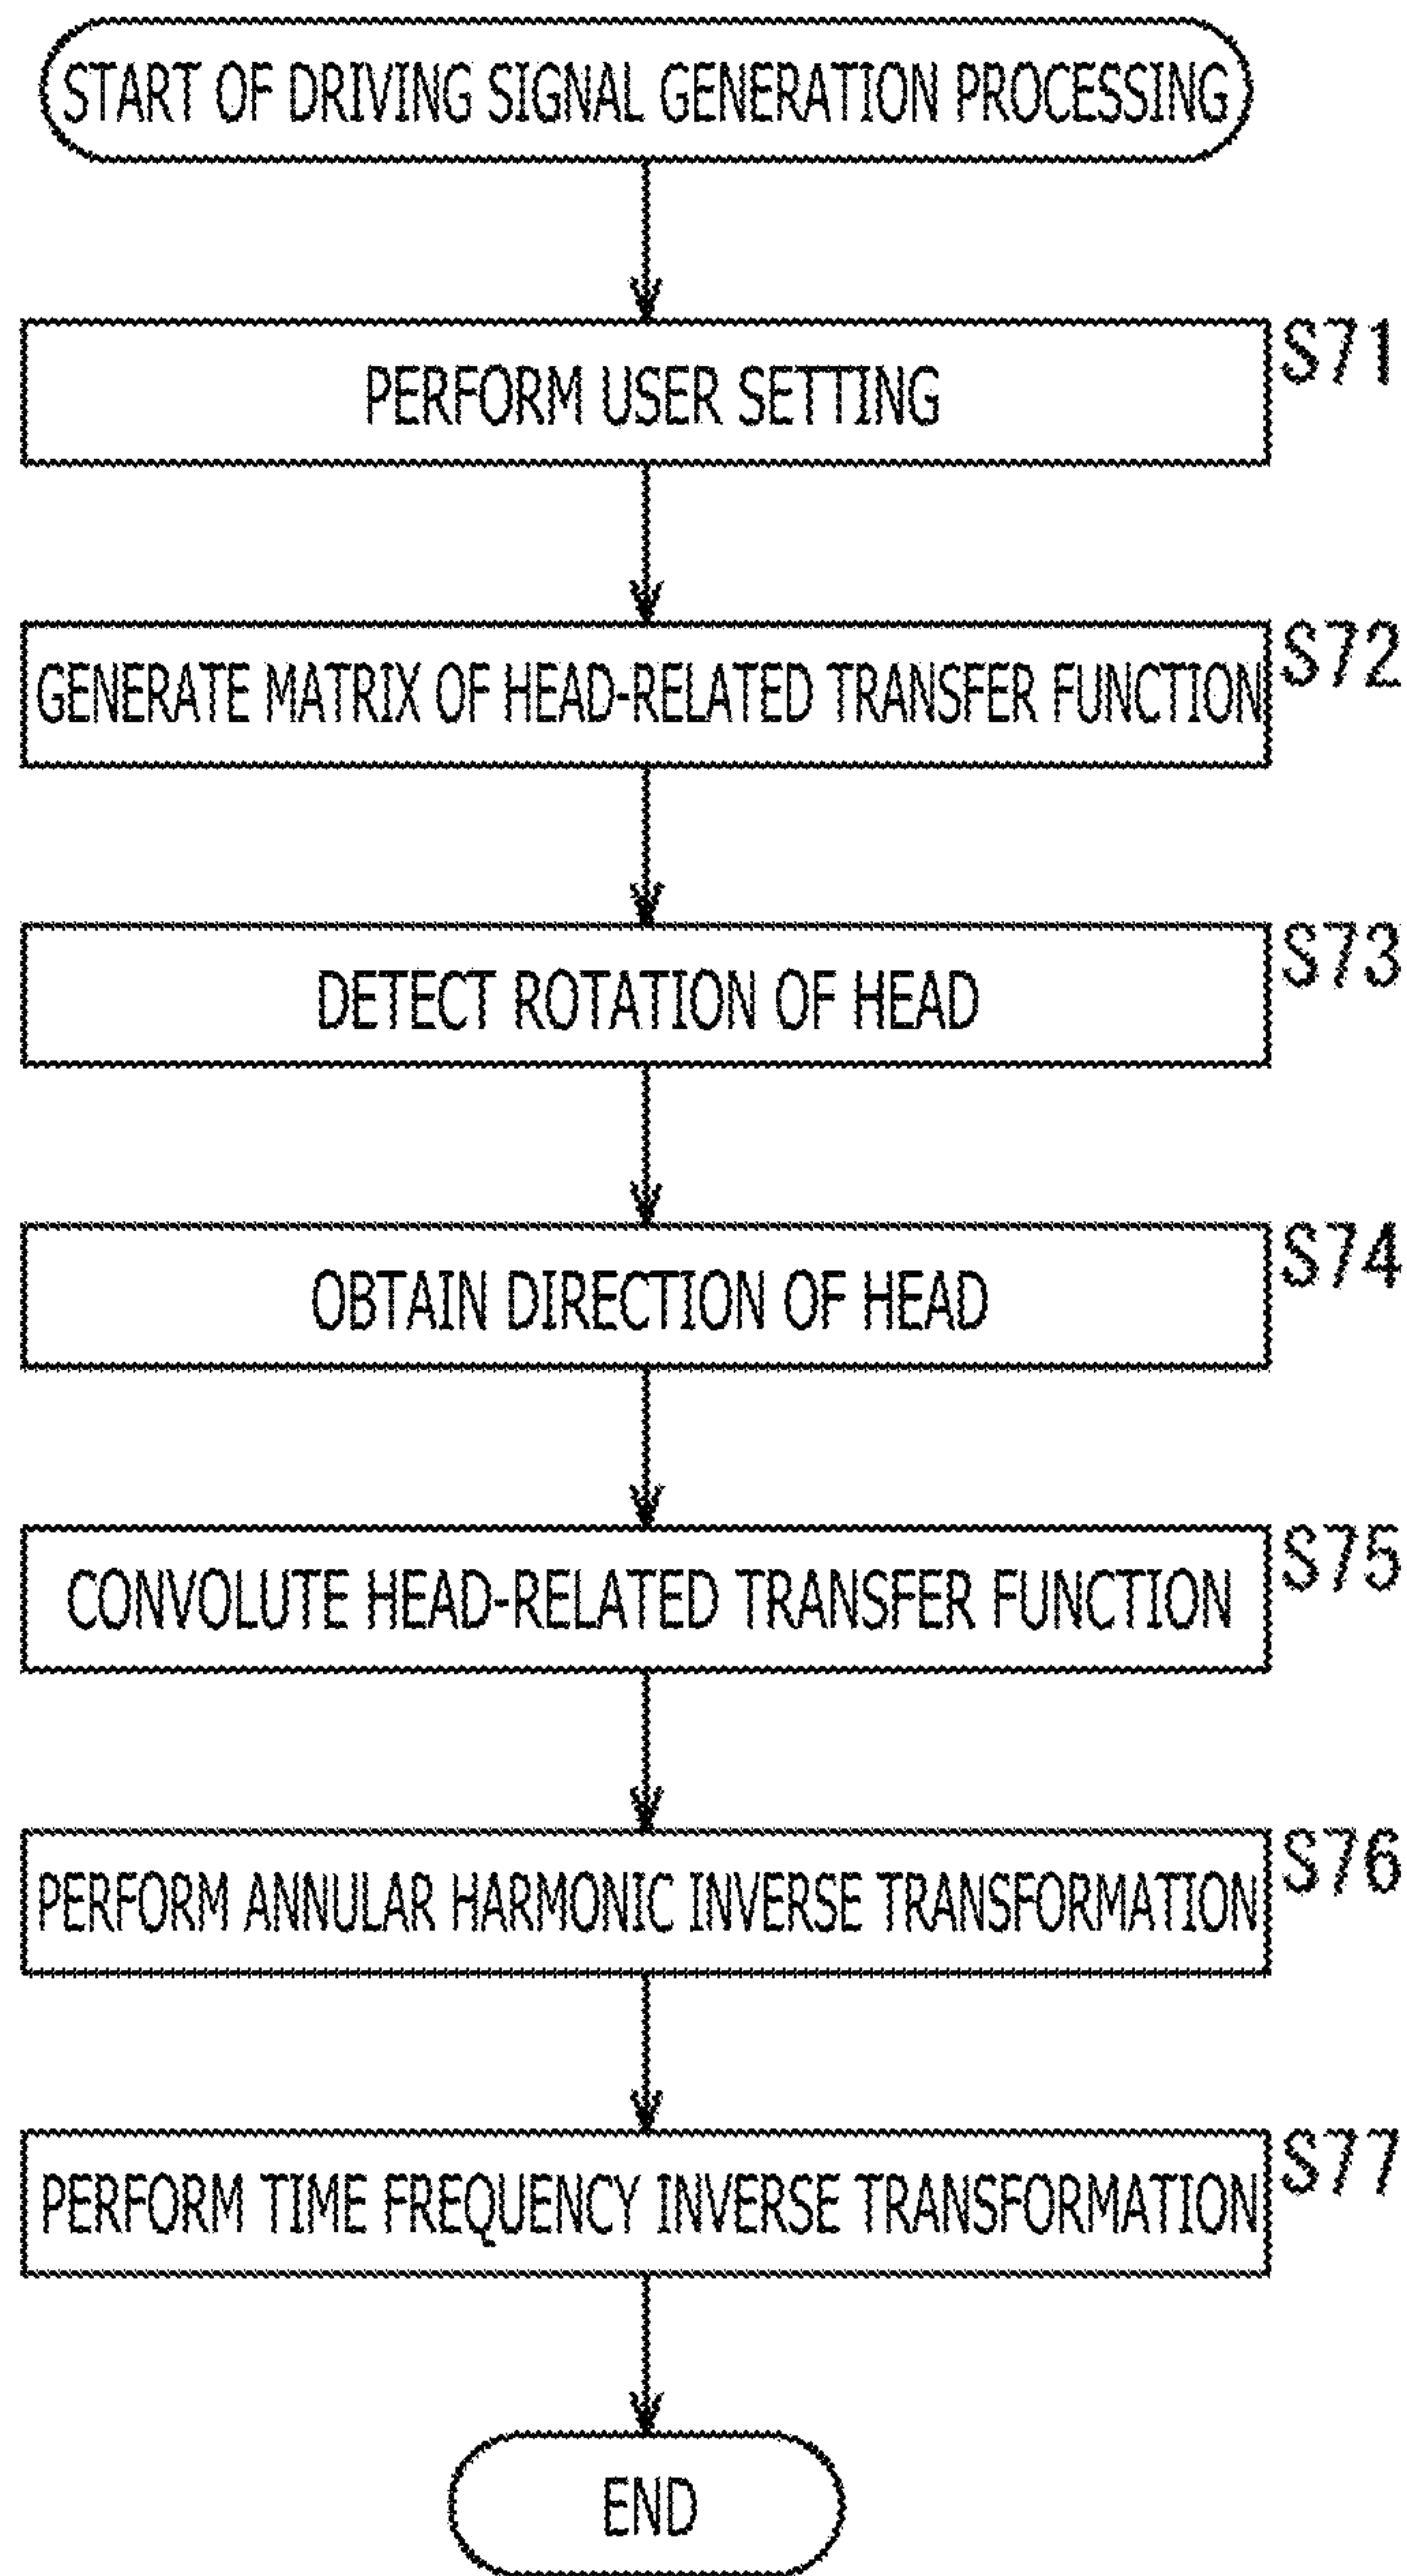 START OF DRIVING SIGNAL GENERATION PROCESSING
PERFORM USER SETTING
S71
GENERATE MATRIX OF HEAD-RELATED TRANSFER FUNCTION
S72
DETECT ROTATION OF HEAD
S73
OBTAIN DIRECTION OF HEAD
S74
CONVOLUTE HEAD-RELATED TRANSFER FUNCTION
S75
PERFORM ANNULAR HARMONIC INVERSE TRANSFORMATION
S76
PERFORM TIME FREQUENCY INVERSE TRANSFORMATION
S77
END